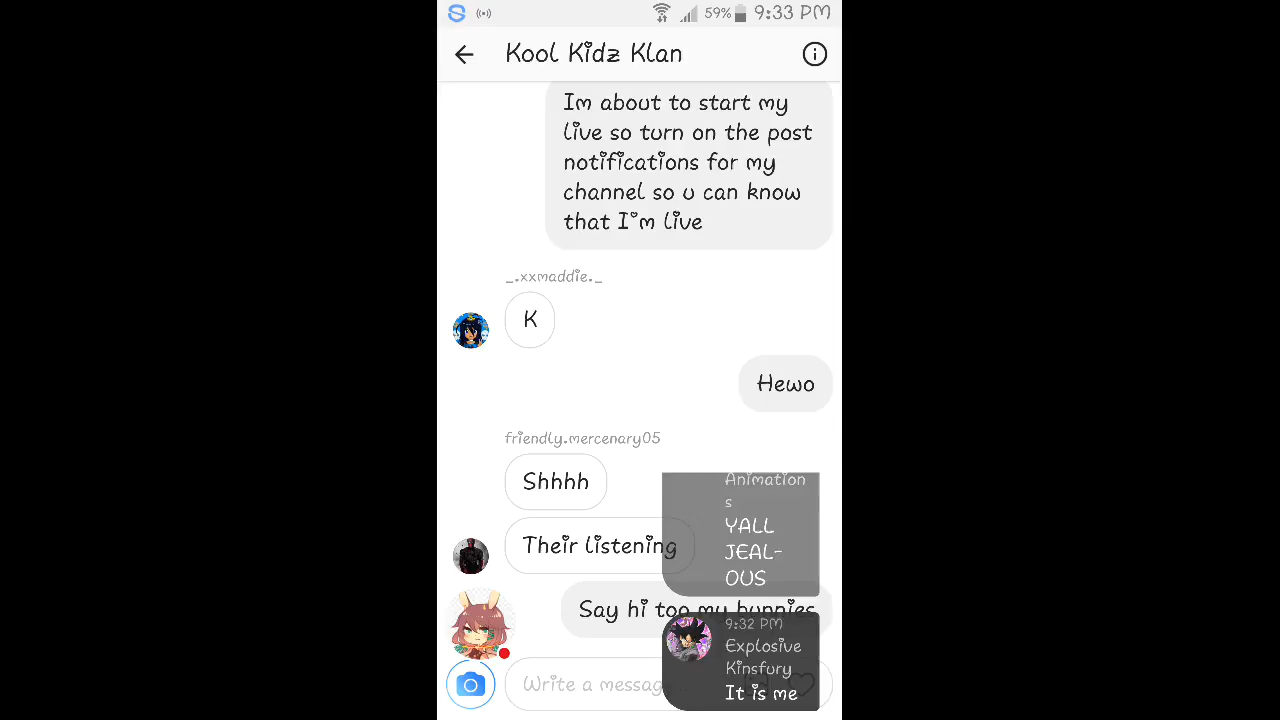 59% 9:33 PM
Kool Kidz Klan
Im about to start my
live so turn on the post
notifications for my
channel so u can know
that I'm live
_.xxmaddie._
K
Hewo
friendly.mercenary05
Shhhh
Their listening
Animation
s
YALL
JEAL-
OUS
Say hi too my bunnies
9:32 PM
Explosive
Kinsfury
It is me
Write a messag